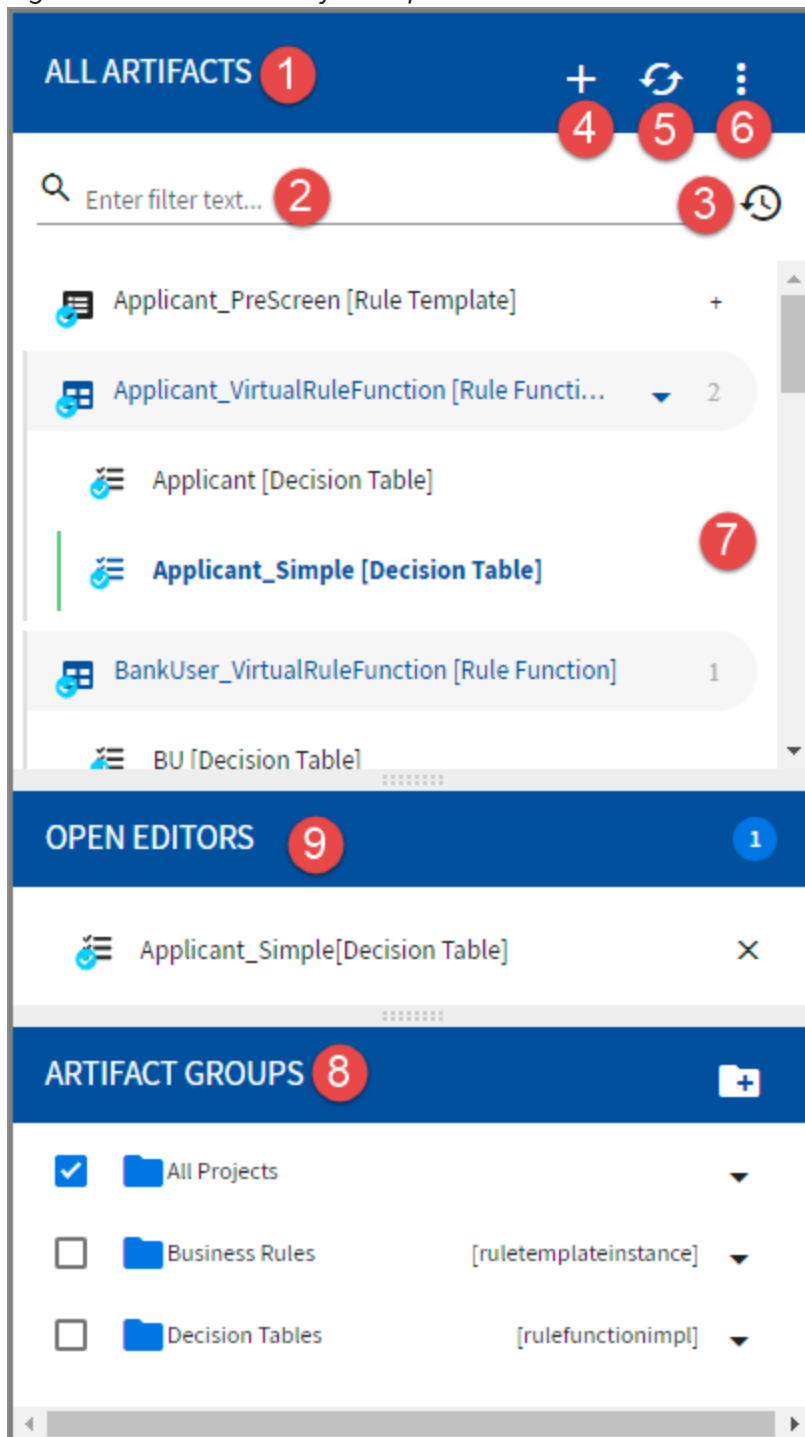 ALL ARTIFACTS 1
4 5 6
Enter filter text... 2 3
Applicant_PreScreen [Rule Template] +
Applicant_VirtualRuleFunction [Rule Functi... 2
Applicant [Decision Table]
7
Applicant_Simple [Decision Table]
BankUser_VirtualRuleFunction [Rule Function] 1
BU [Decision Table]
OPEN EDITORS 9 1
Applicant_Simple[Decision Table]
ARTIFACT GROUPS 8
All Projects
Business Rules [ruletemplateinstance]
Decision Tables [rulefunctionimpl]